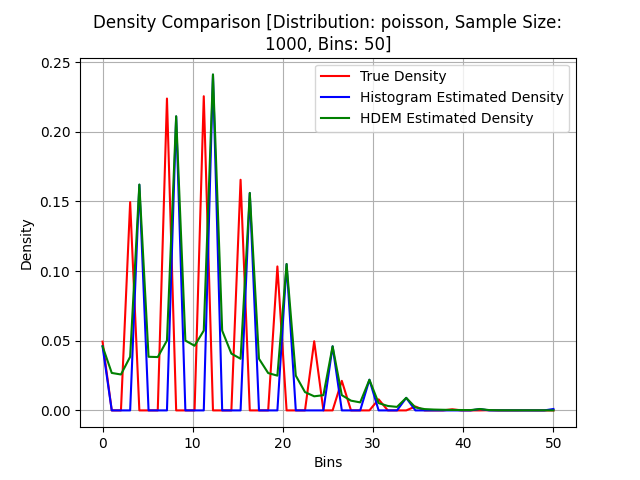 Density Comparison [Distribution: poisson, Sample Size:
1000, Bins: 50]
True Density
Histogram Estimated Density
HDEM Estimated Density
Density
0.25
0.20
0.15
0.10
0.05
0.00
0 10 20 30 40 50
Bins